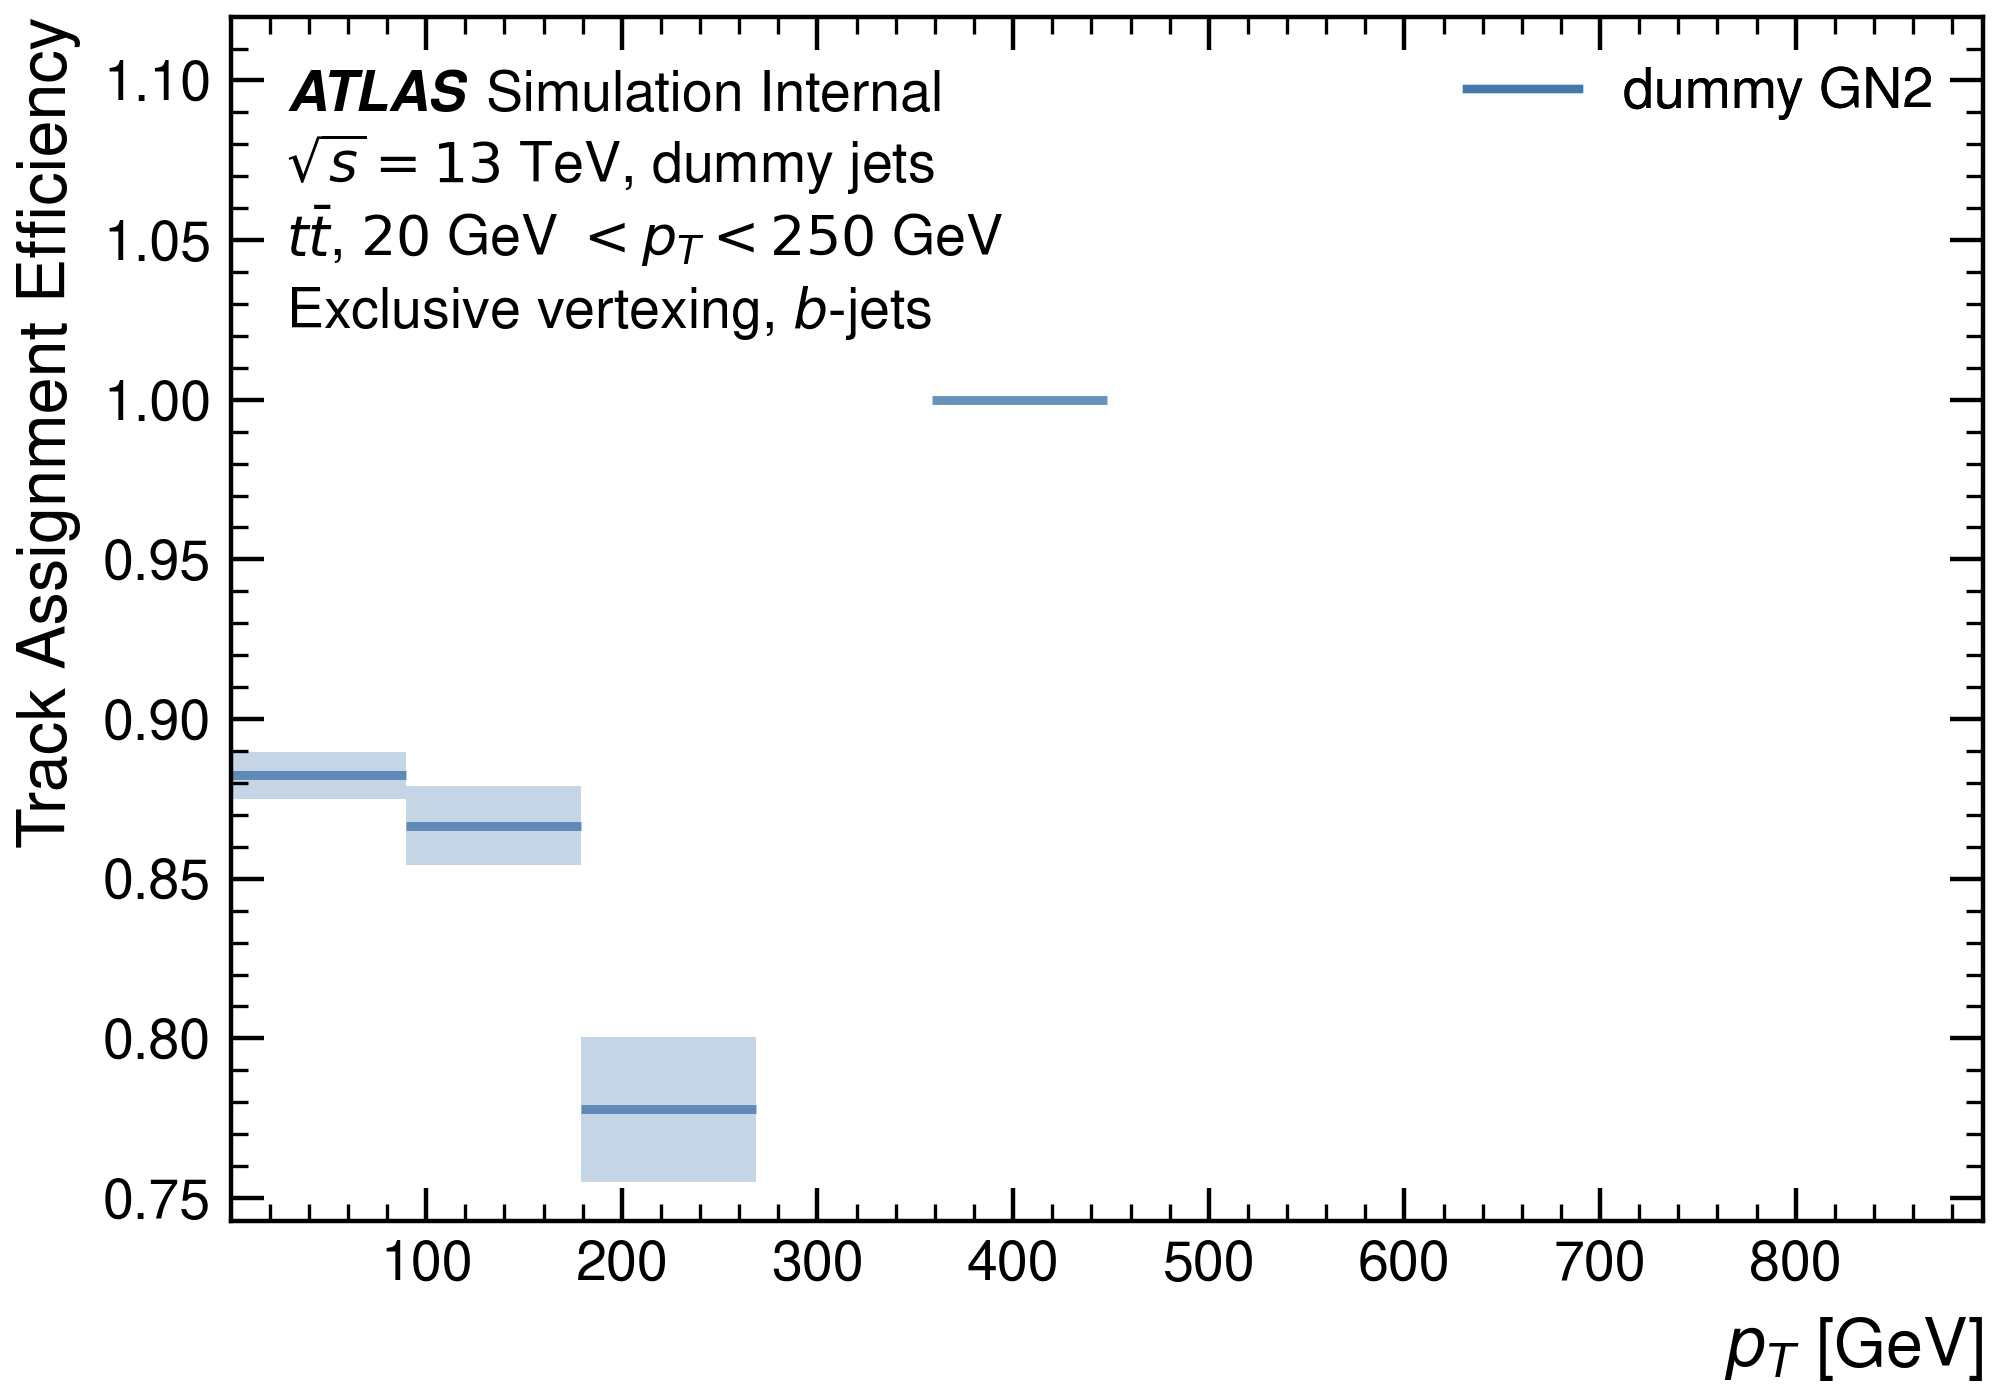 Track Assignment Efficiency
1.10
1.05
1.00
0.95
0.90
0.85
0.80
0.75
ATLAS Simulation Internal
√s = 13 TeV, dummy jets
tt̄, 20 GeV < p_T < 250 GeV
Exclusive vertexing, b-jets
dummy GN2
100 200 300 400 500 600 700 800
p_T [GeV]